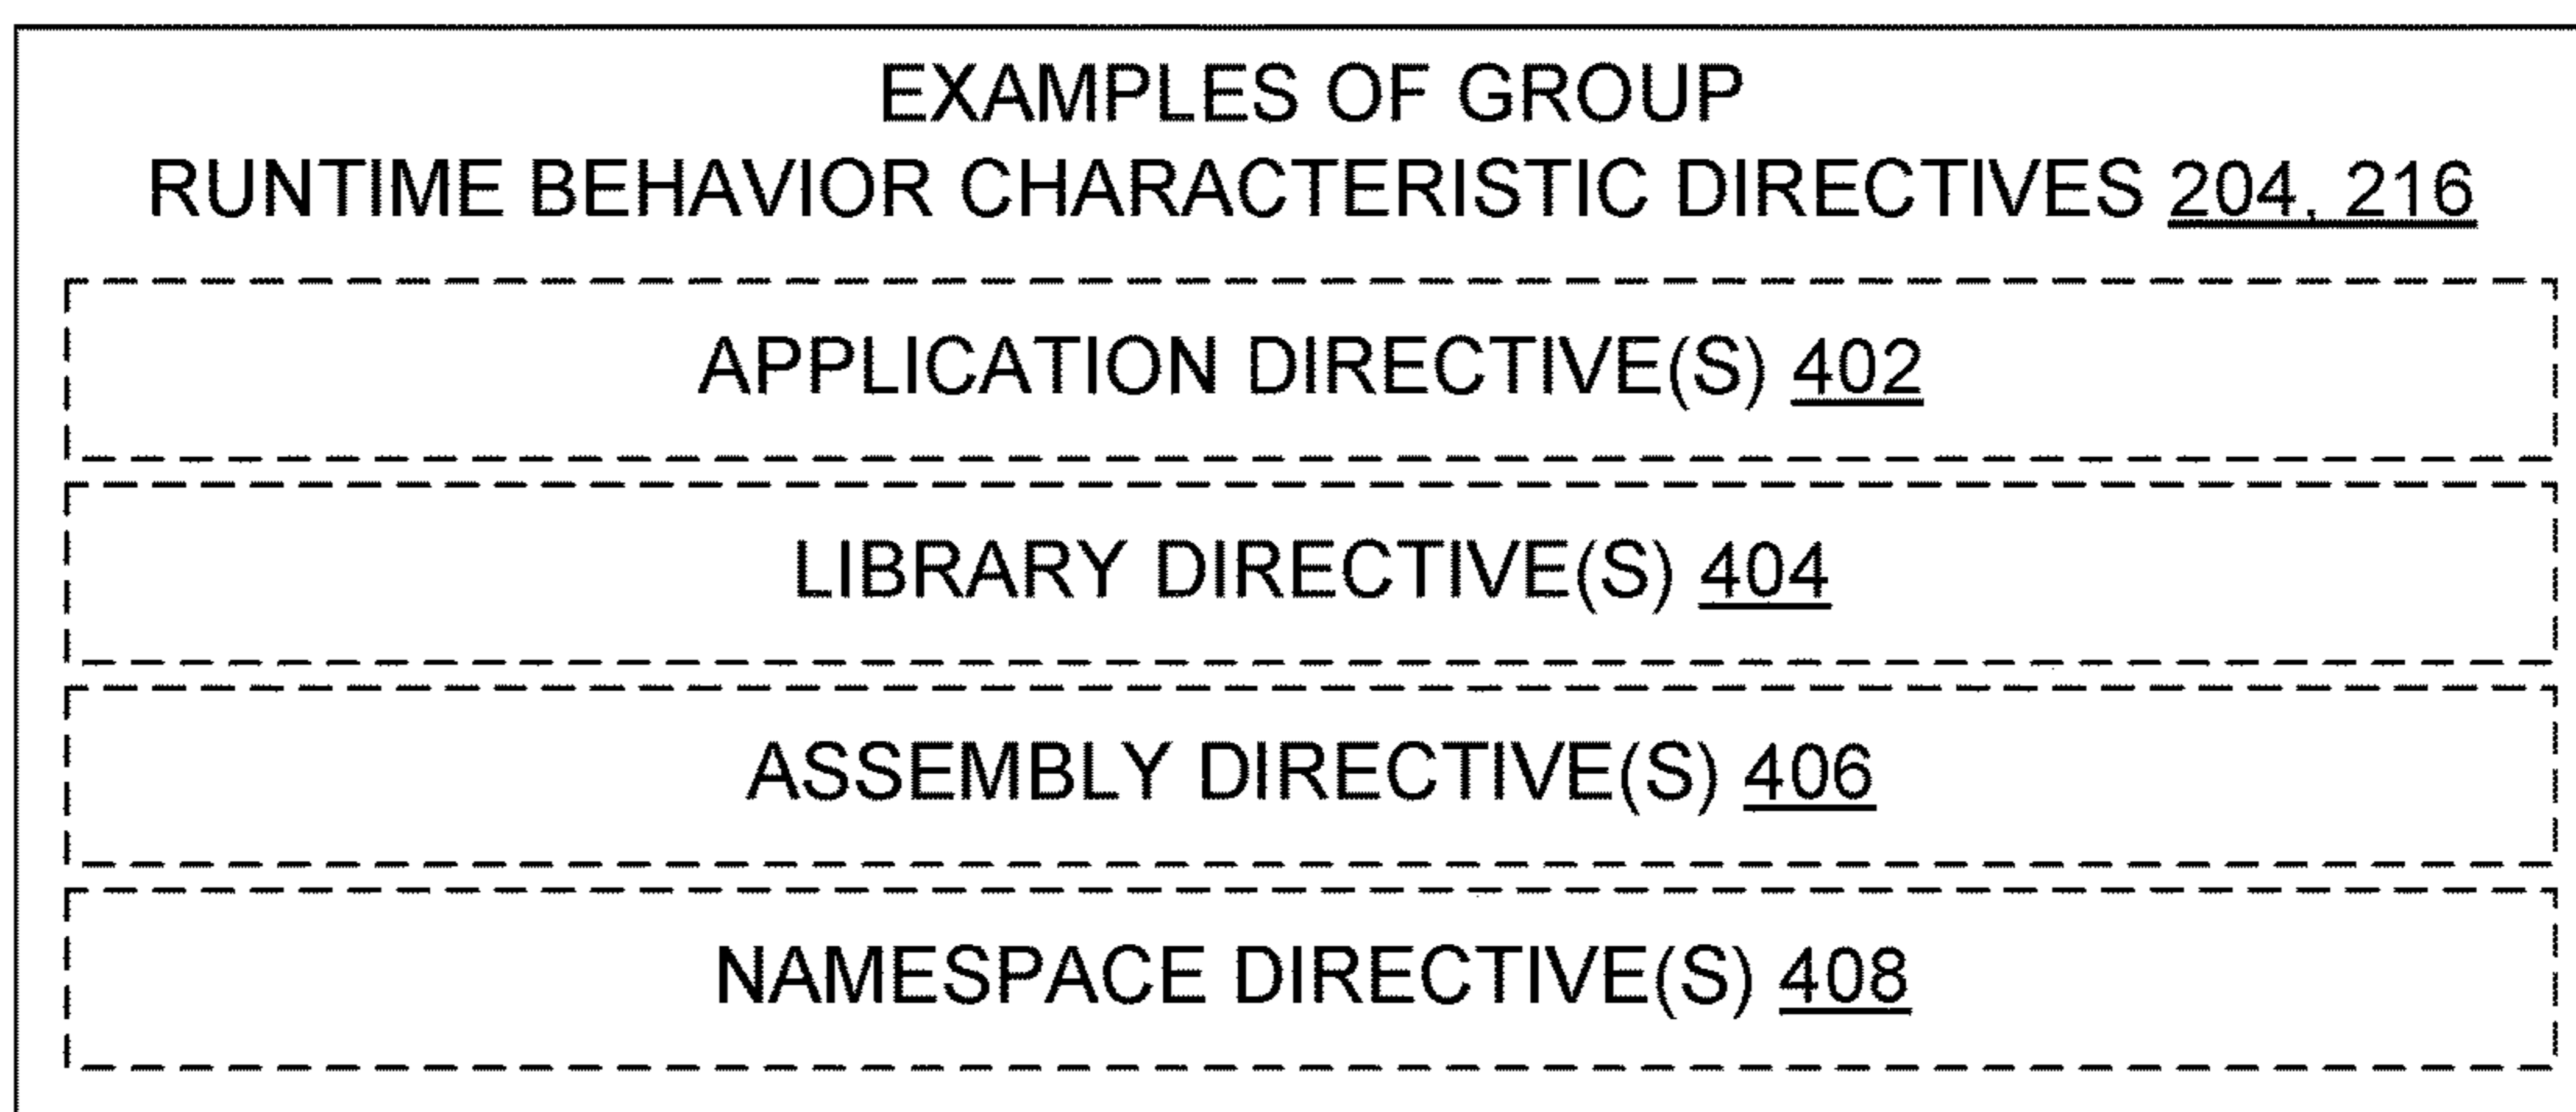 EXAMPLES OF GROUP
RUNTIME BEHAVIOR CHARACTERISTIC DIRECTIVES 204, 216
APPLICATION DIRECTIVE(S) 402
LIBRARY DIRECTIVE(S) 404
ASSEMBLY DIRECTIVE(S) 406
NAMESPACE DIRECTIVE(S) 408